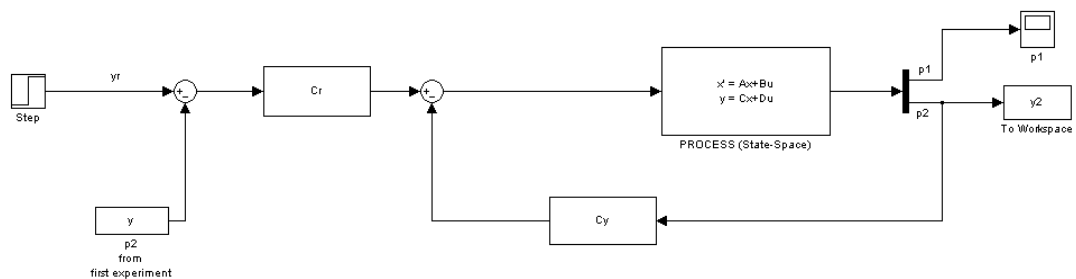 Step
yr
Cr
x' = Ax+Bu
y = Cx+Du
PROCESS (State-Space)
p1
p2
p1
y2
To Workspace
y
p2
from
first experiment
Cy